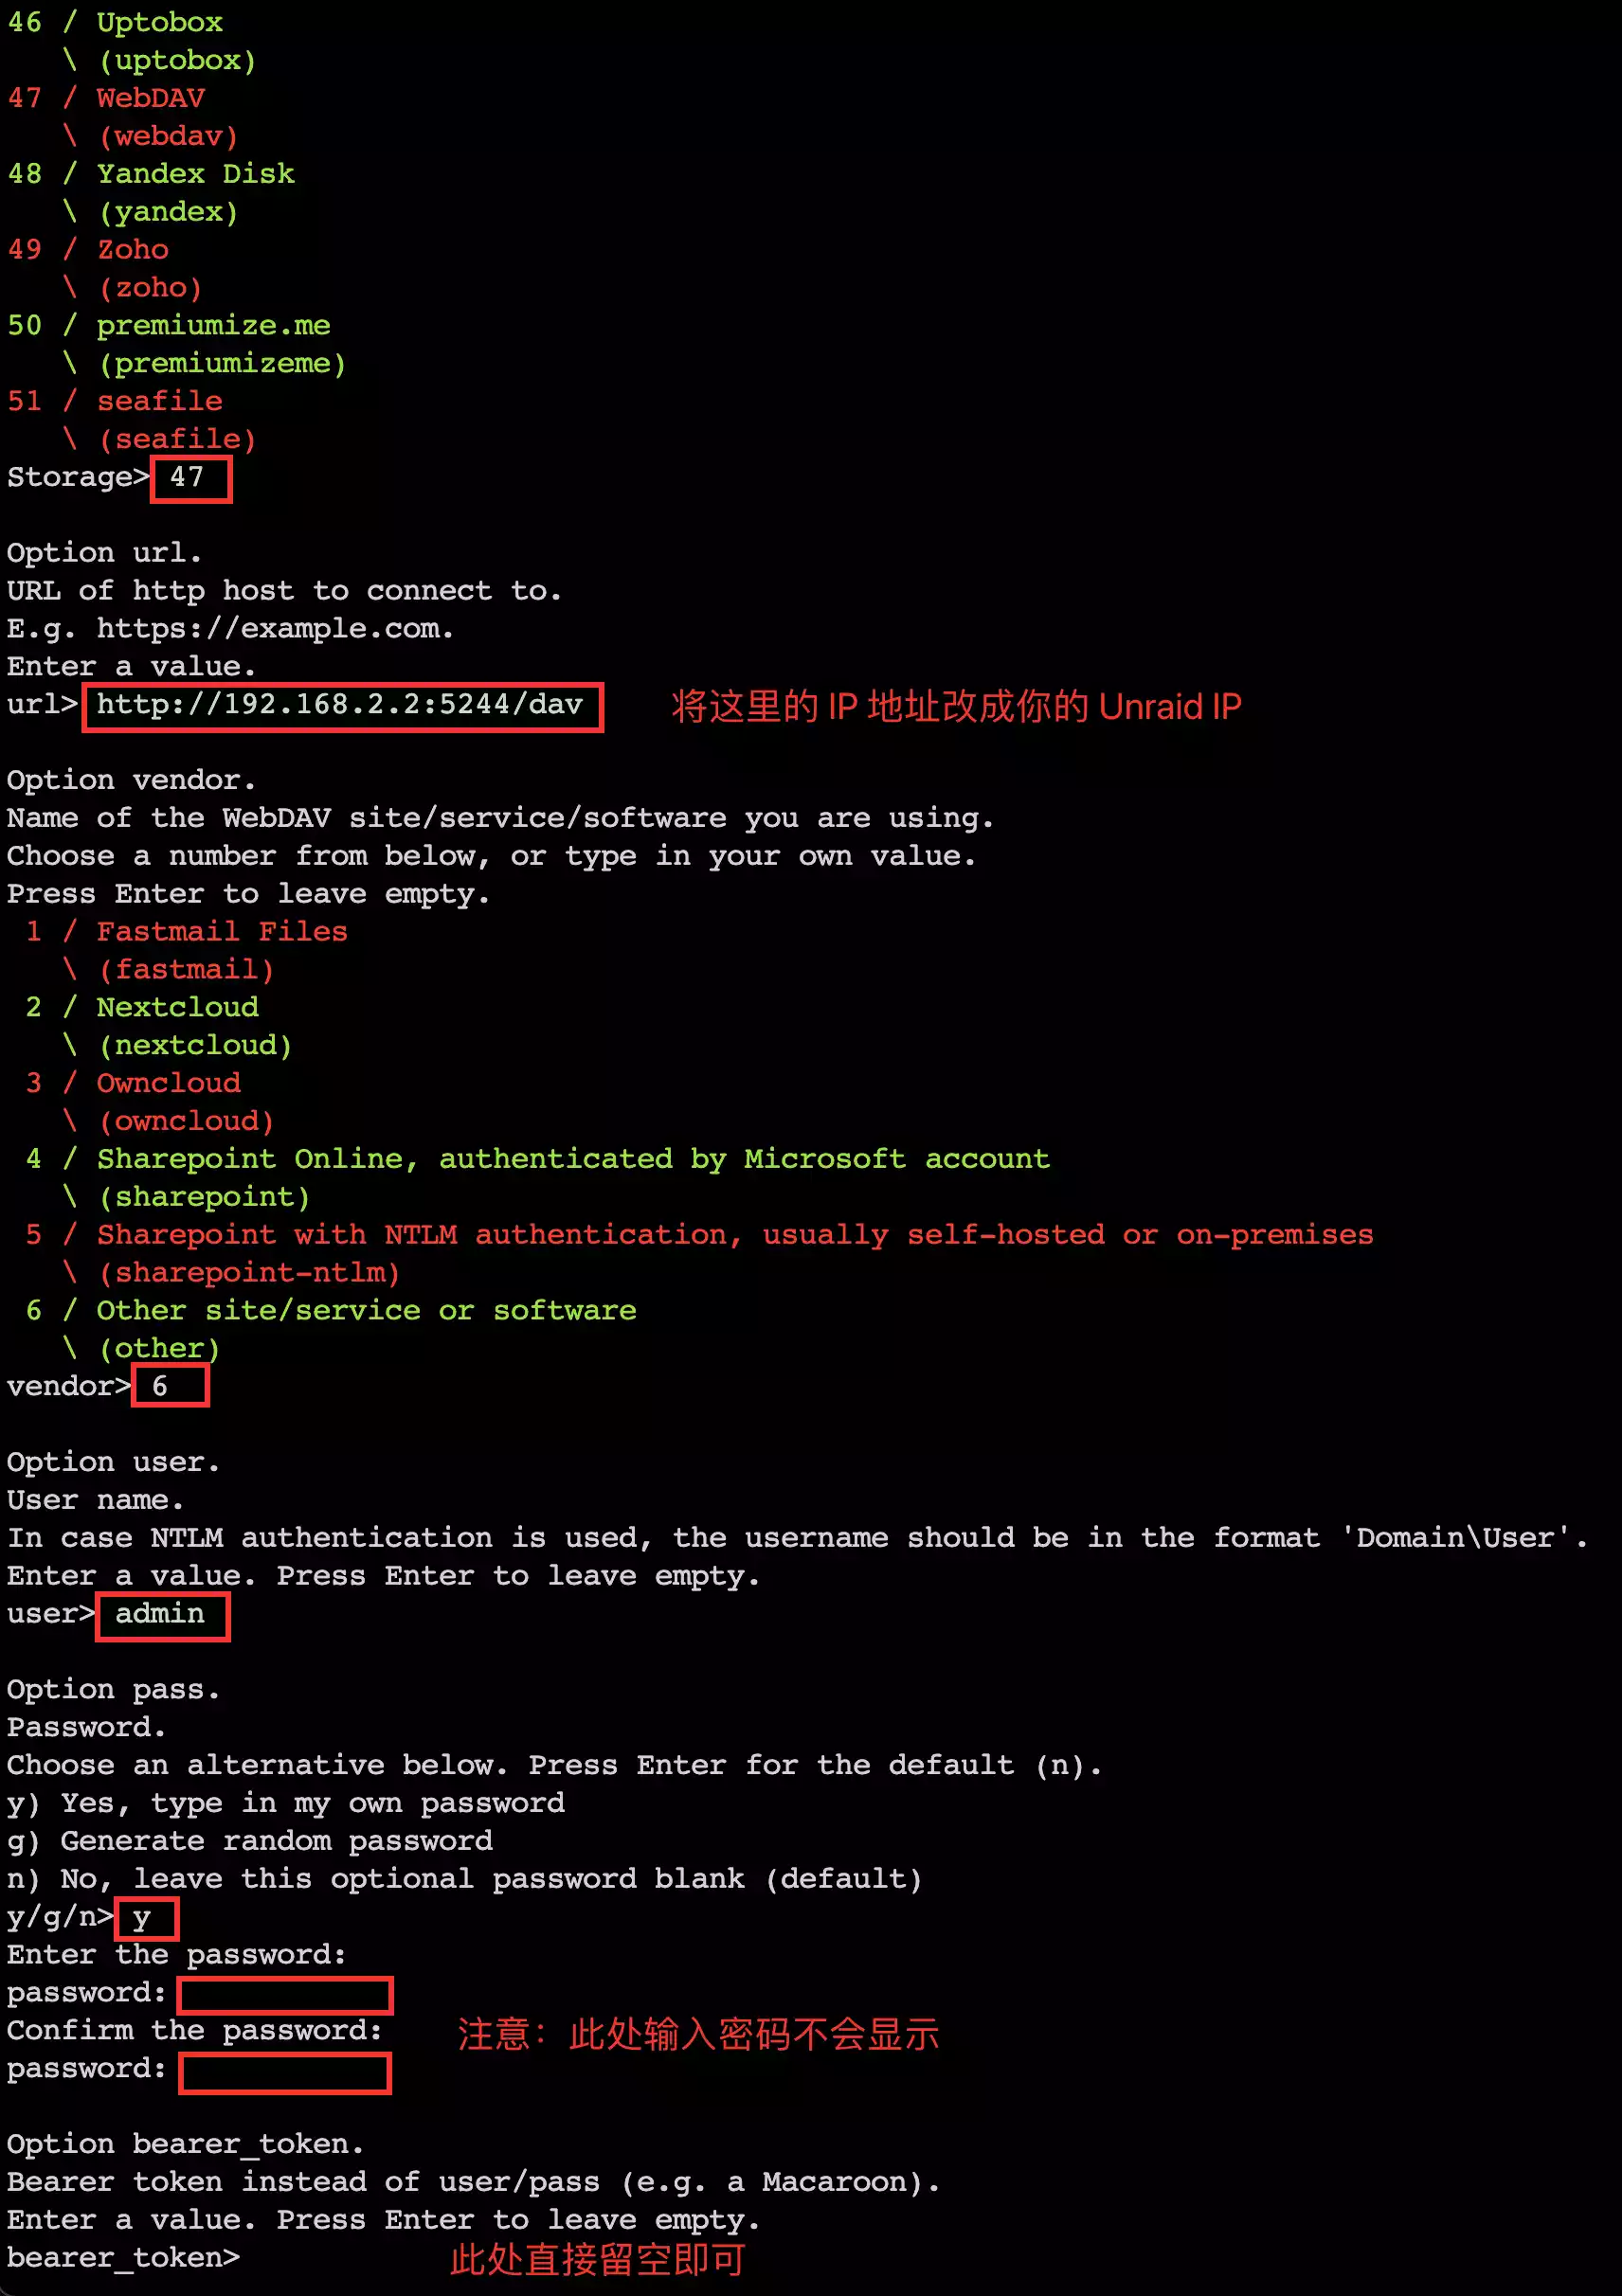 46 / Uptobox
\ (uptobox)
47 / WebDAV
\ (webdav)
48 / Yandex Disk
\ (yandex)
49 / Zoho
\ (zoho)
50 / premiumize.me
\ (premiumizeme)
51 / seafile
\ (seafile)
Storage> 47
Option url.
URL of http host to connect to.
E.g. https://example.com.
Enter a value.
url> http://192.168.2.2:5244/dav 将这里的 IP 地址改成你的 Unraid IP
Option vendor.
Name of the WebDAV site/service/software you are using.
Choose a number from below, or type in your own value.
Press Enter to leave empty.
1 / Fastmail Files
\ (fastmail)
2 / Nextcloud
\ (nextcloud)
3 / Owncloud
\ (owncloud)
4 / Sharepoint Online, authenticated by Microsoft account
\ (sharepoint)
5 / Sharepoint with NTLM authentication, usually self-hosted or on-premises
\ (sharepoint-ntlm)
6 / Other site/service or software
\ (other)
vendor> 6
Option user.
User name.
In case NTLM authentication is used, the username should be in the format 'Domain\User'.
Enter a value. Press Enter to leave empty.
user> admin
Option pass.
Password.
Choose an alternative below. Press Enter for the default (n).
y) Yes, type in my own password
g) Generate random password
n) No, leave this optional password blank (default)
y/g/n> y
Enter the password:
password:
Confirm the password: 注意：此处输入密码不会显示
password:
Option bearer_token.
Bearer token instead of user/pass (e.g. a Macaroon).
Enter a value. Press Enter to leave empty.
bearer_token> 此处直接留空即可